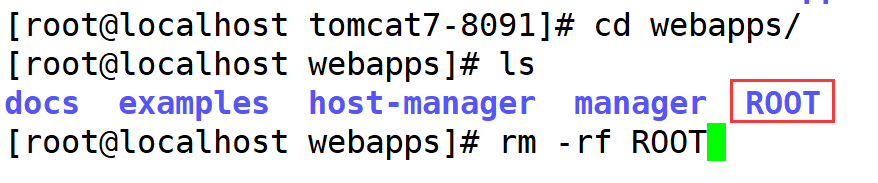 [root@localhost tomcat7-8091]# cd webapps/
[root@localhost webapps]# ls
docs  examples  host-manager  manager  ROOT
[root@localhost webapps]# rm -rf ROOT